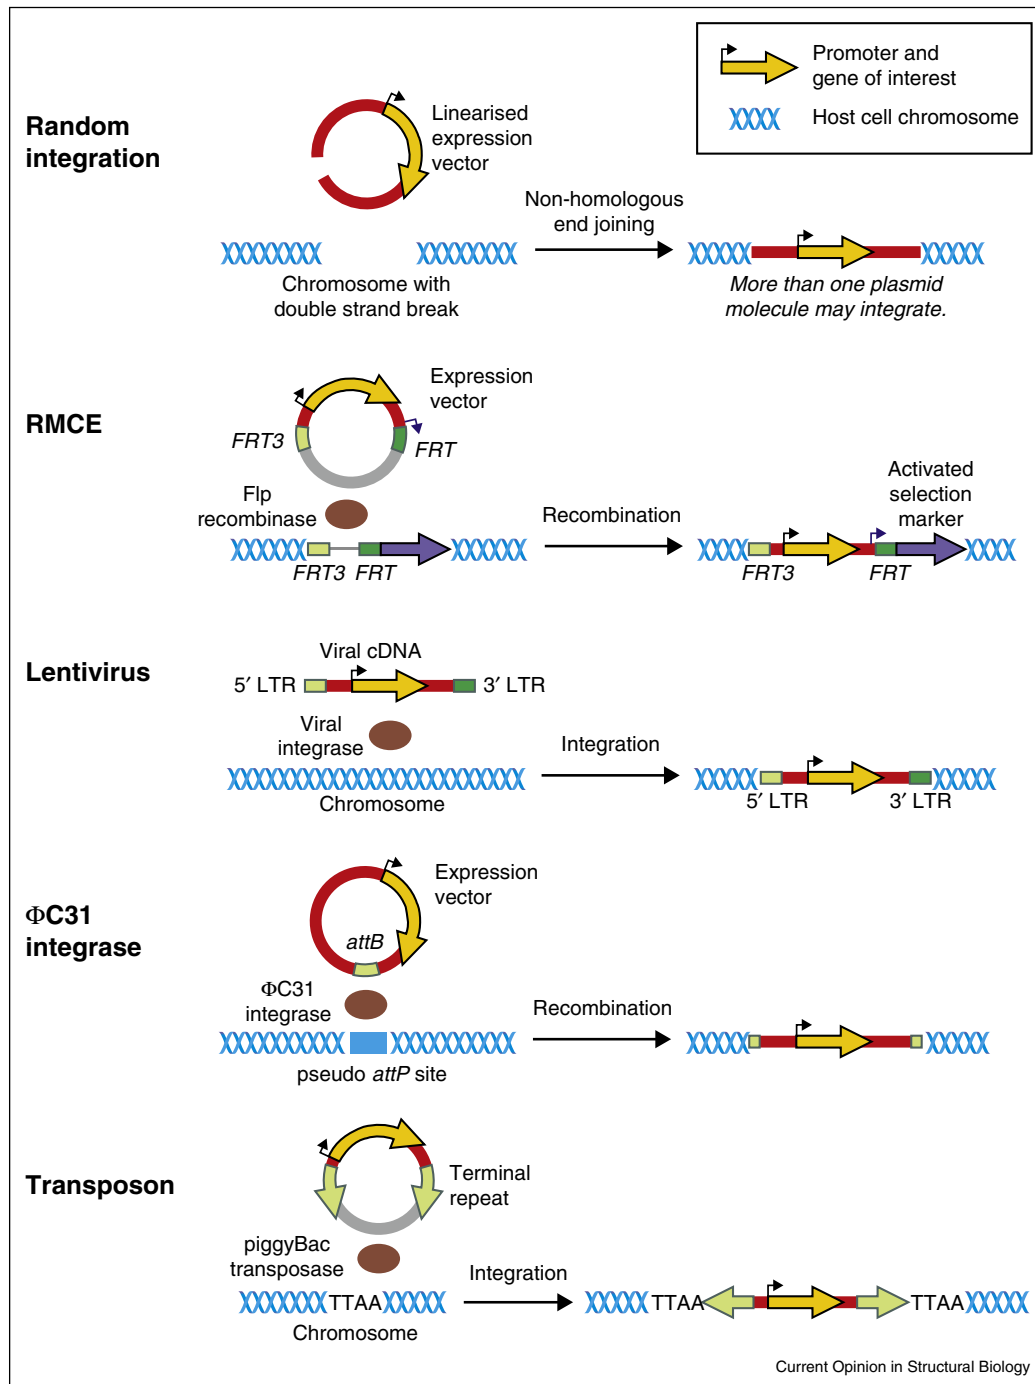 Promoter and
gene of interest
Host cell chromosome
Random
integration
Linearised
expression
vector
Non-homologous
end joining
Chromosome with
double strand break
More than one plasmid
molecule may integrate.
RMCE
Expression
vector
FRT3
FRT
Flp
recombinase
Recombination
Activated
selection
marker
FRT3
FRT
FRT3
FRT
Lentivirus
Viral cDNA
5′ LTR
3′ LTR
Viral
integrase
Integration
Chromosome
5′ LTR
3′ LTR
ΦC31
integrase
Expression
vector
attB
ΦC31
integrase
Recombination
pseudo attP site
Transposon
Terminal
repeat
piggyBac
transposase
Integration
TTAA
TTAA
TTAA
Chromosome
Current Opinion in Structural Biology